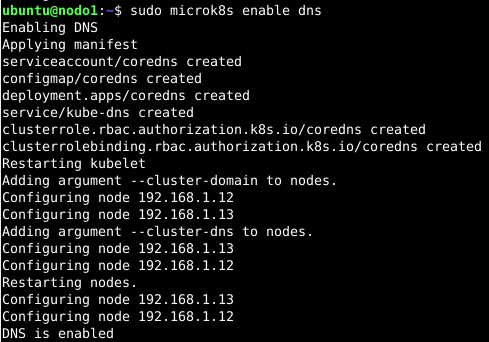 ubuntu@nodo1:~$ sudo microk8s enable dns
Enabling DNS
Applying manifest
serviceaccount/coredns created
configmap/coredns created
deployment.apps/coredns created
service/kube-dns created
clusterrole.rbac.authorization.k8s.io/coredns created
clusterrolebinding.rbac.authorization.k8s.io/coredns created
Restarting kubelet
Adding argument --cluster-domain to nodes.
Configuring node 192.168.1.12
Configuring node 192.168.1.13
Adding argument --cluster-dns to nodes.
Configuring node 192.168.1.13
Configuring node 192.168.1.12
Restarting nodes.
Configuring node 192.168.1.13
Configuring node 192.168.1.12
DNS is enabled